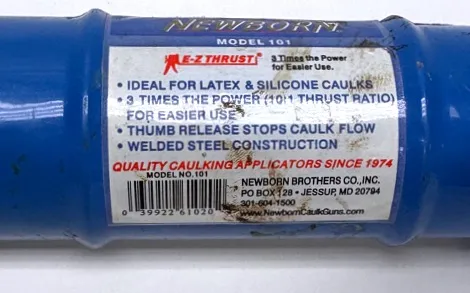 NEWBORN
MODEL 101
E-Z THRUST! 3 Times the Power
for Easier Use.
• IDEAL FOR LATEX & SILICONE CAULKS
• 3 TIMES THE POWER (10:1 THRUST RATIO)
FOR EASIER USE
• THUMB RELEASE STOPS CAULK FLOW
• WELDED STEEL CONSTRUCTION
QUALITY CAULKING APPLICATORS SINCE 1974
MODEL NO.101
0 39922 61020
NEWBORN BROTHERS CO., INC.
PO BOX 128 • JESSUP, MD 20794
301-604-1500
www.NewbornCaulkGuns.com